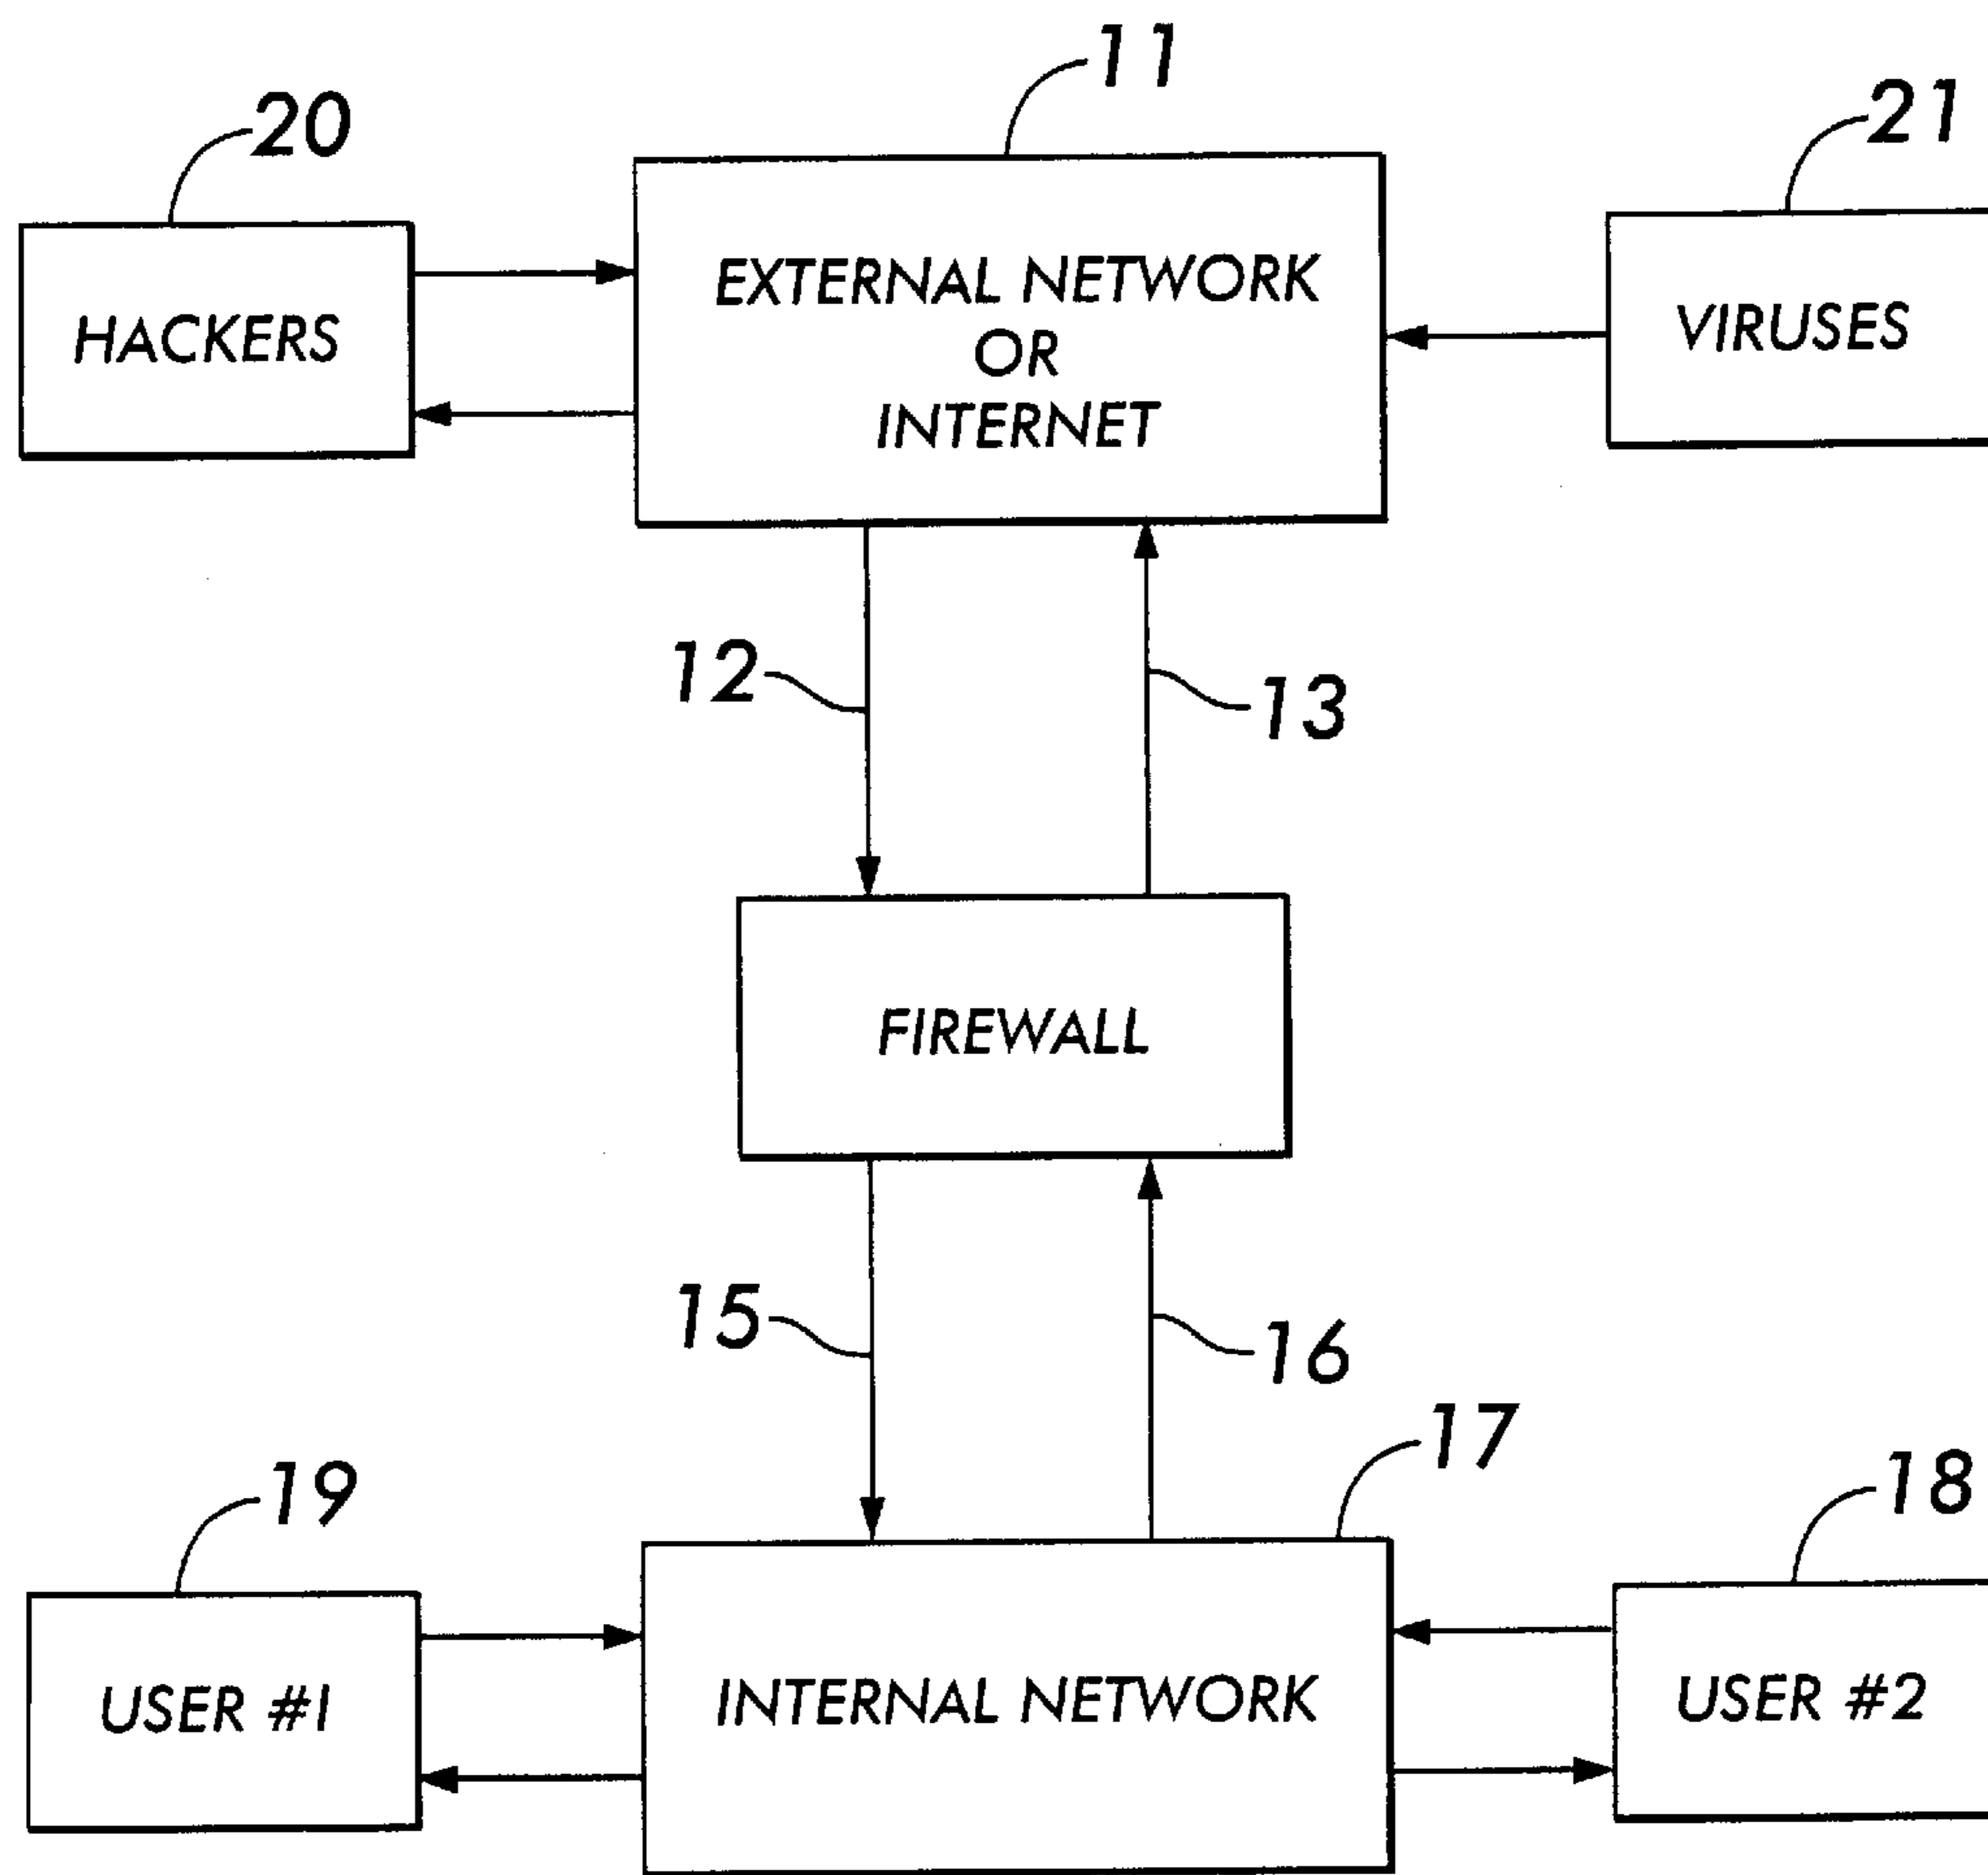 11
20
21
HACKERS
EXTERNAL NETWORK
OR
INTERNET
VIRUSES
12
13
FIREWALL
15
16
17
19
18
USER #1
INTERNAL NETWORK
USER #2